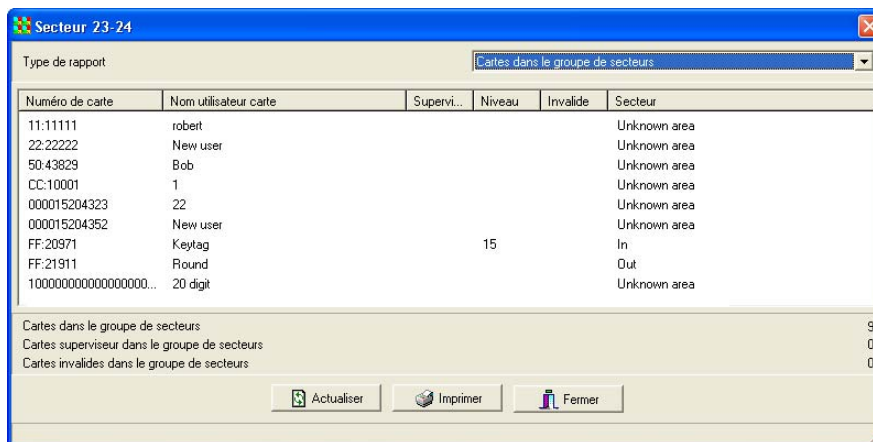 Secteur 23-24
Type de rapport Cartes dans le groupe de secteurs
Numéro de carte Nom utilisateur carte Supervi... Niveau Invalide Secteur
11:11111 robert Unknown area
22:22222 New user Unknown area
50:43829 Bob Unknown area
CC:10001 1 Unknown area
000015204323 22 Unknown area
000015204352 New user Unknown area
FF:20971 Keytag 15 In
FF:21911 Round Out
100000000000000000... 20 digit Unknown area
Cartes dans le groupe de secteurs 9
Cartes superviseur dans le groupe de secteurs 0
Cartes invalides dans le groupe de secteurs 0
Actualiser Imprimer Fermer